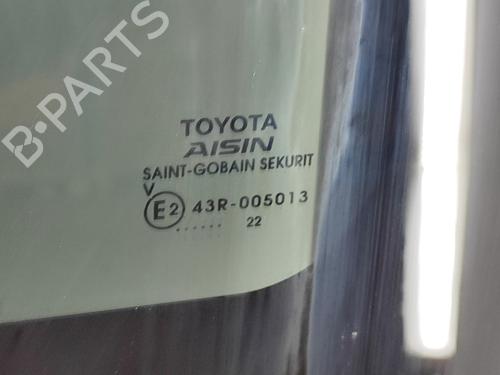 B-PARTS
TOYOTA
AISIN
SAINT-GOBAIN SEKURIT
V
E2 43R-005013
...... 22